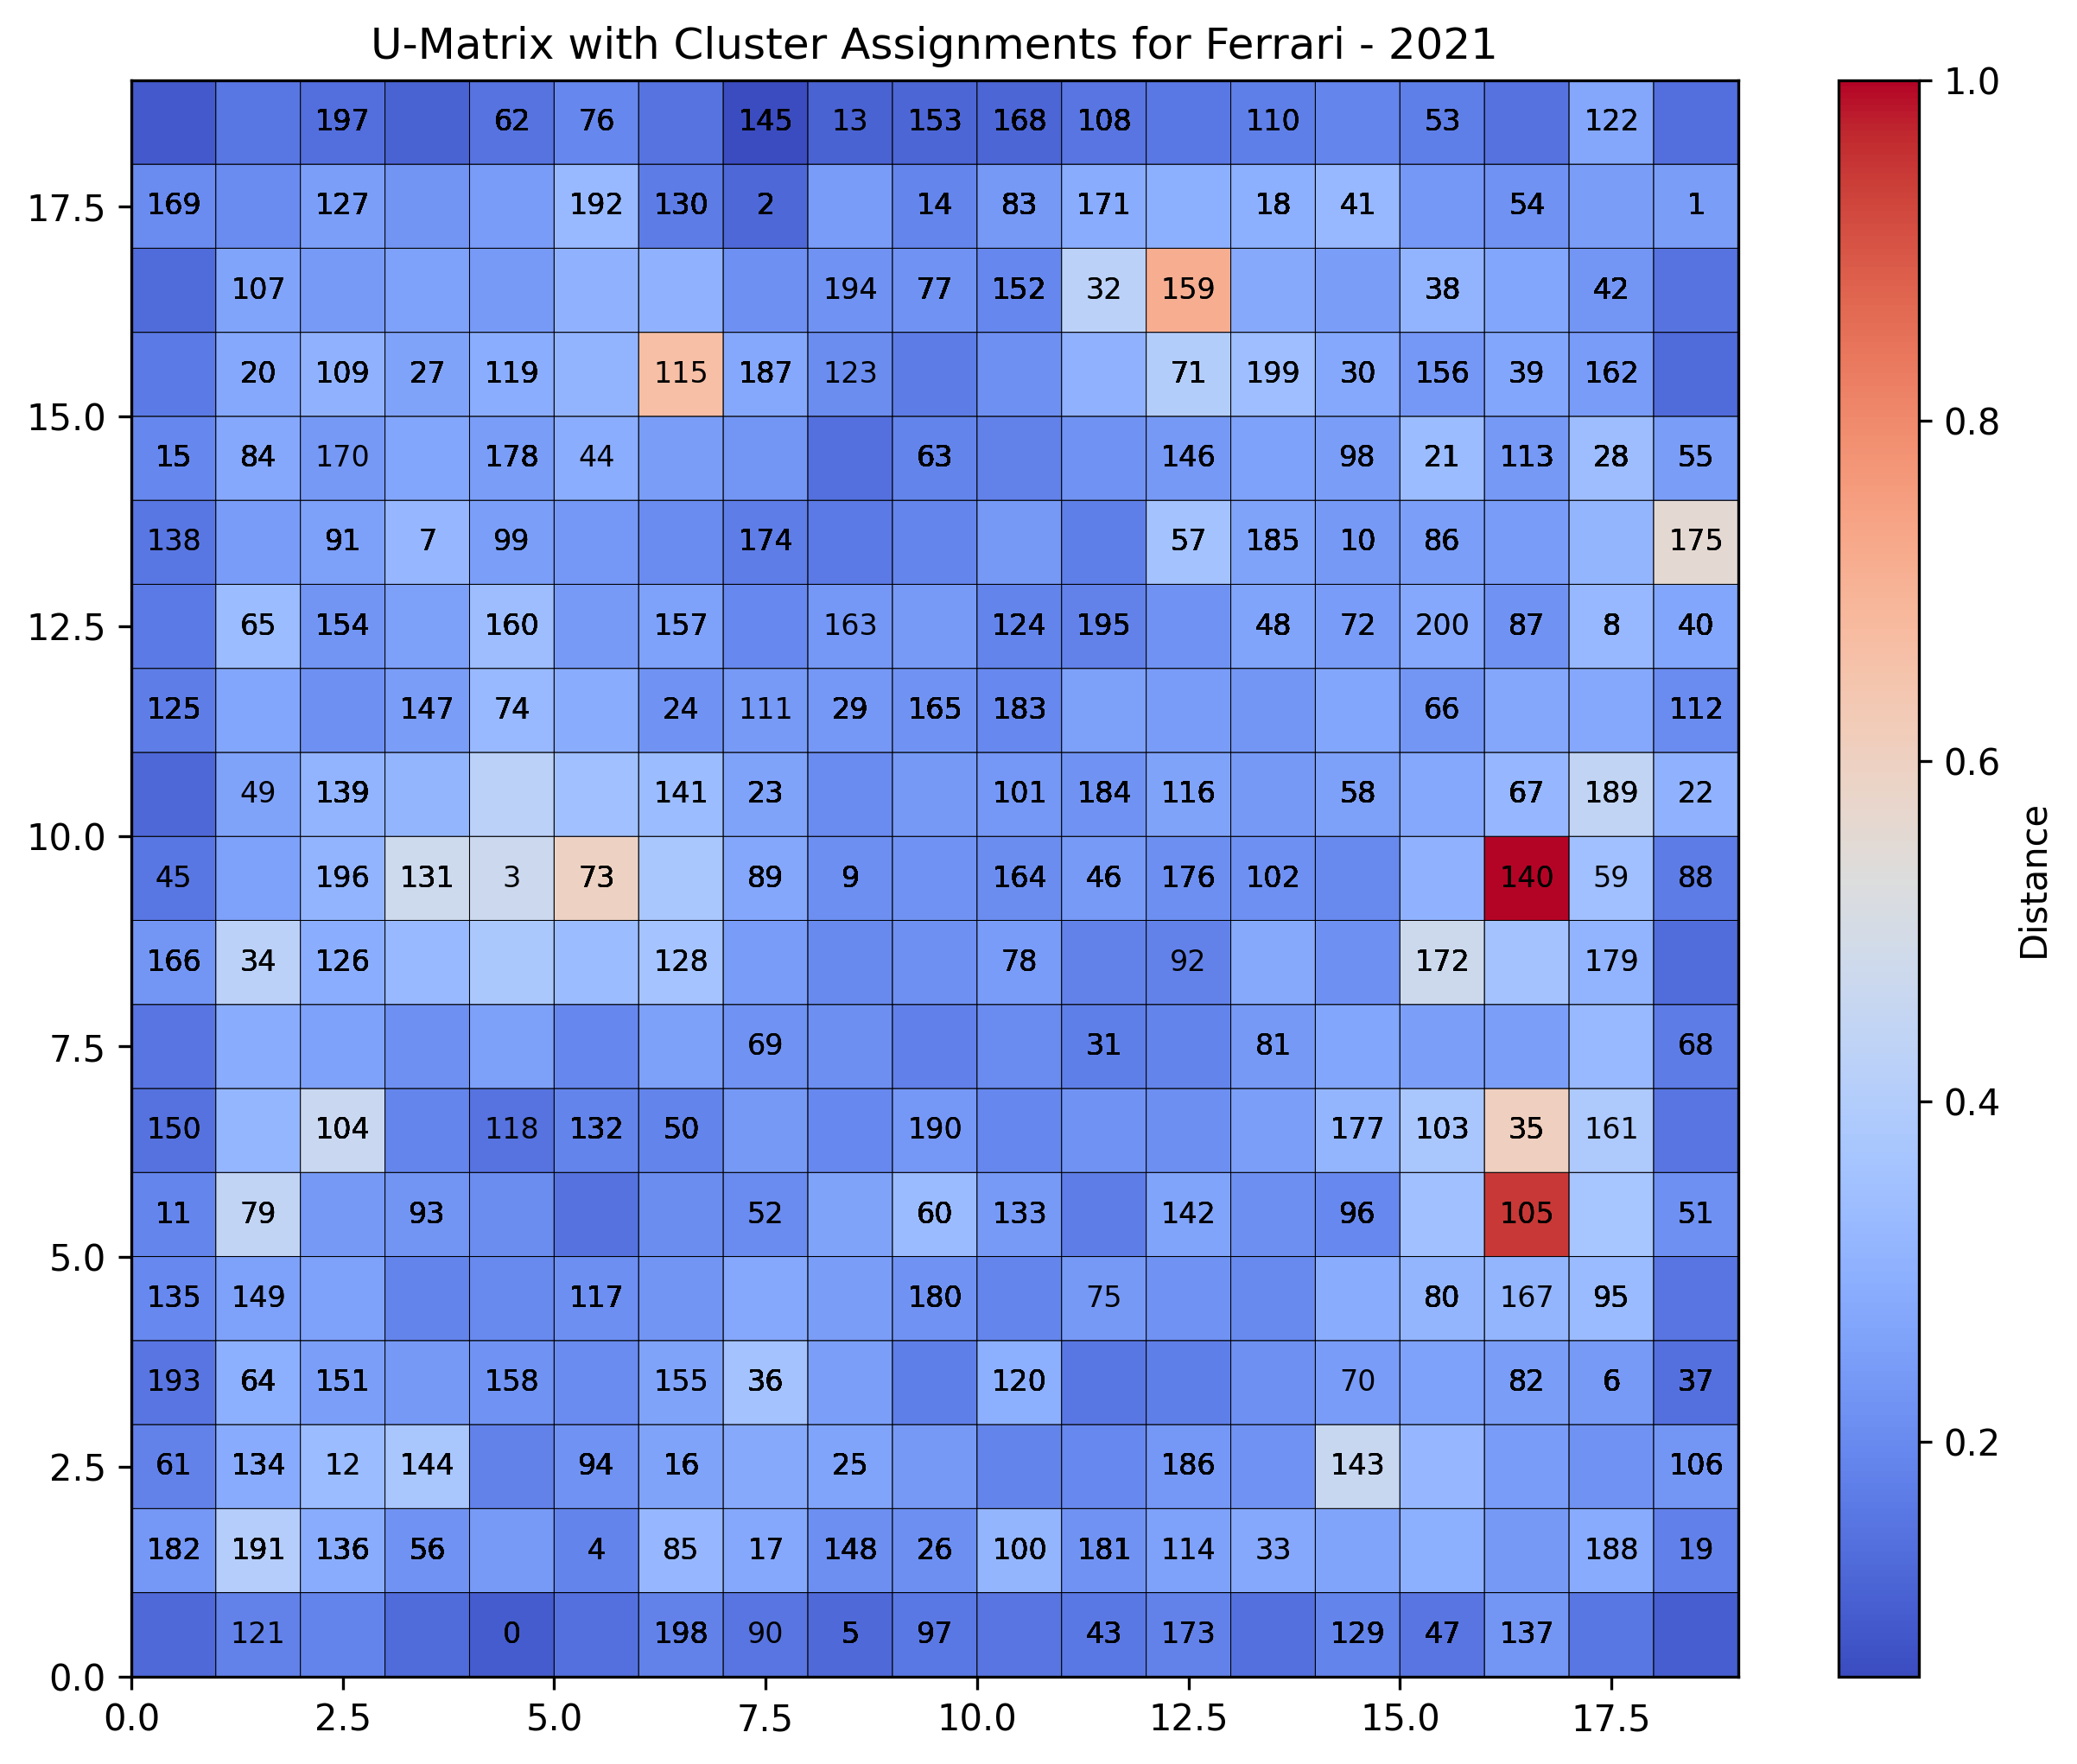 U-Matrix with Cluster Assignments for Ferrari - 2021
197 62 76 145 13 153 168 108 110 53 122
17.5 169 127 192 130 2 14 83 171 18 41 54 1
107 194 77 152 32 159 38 42
20 109 27 119 115 187 123 71 199 30 156 39 162
15.0
15 84 170 178 44 63 146 98 21 113 28 55
138 91 7 99 174 57 185 10 86 175
12.5 65 154 160 157 163 124 195 48 72 200 87 8 40
125 147 74 24 111 29 165 183 66 112
49 139 141 23 101 184 116 58 67 189 22
10.0
45 196 131 3 73 89 9 164 46 176 102 140 59 88
166 34 126 128 78 92 172 179
7.5 69 31 81 68
150 104 118 132 50 190 177 103 35 161
11 79 93 52 60 133 142 96 105 51
5.0
135 149 117 180 75 80 167 95
193 64 151 158 155 36 120 70 82 6 37
2.5 61 134 12 144 94 16 25 186 143 106
182 191 136 56 4 85 17 148 26 100 181 114 33 188 19
121 0 198 90 5 97 43 173 129 47 137
0.0
0.0 2.5 5.0 7.5 10.0 12.5 15.0 17.5
1.0
0.8
0.6
0.4
0.2
Distance